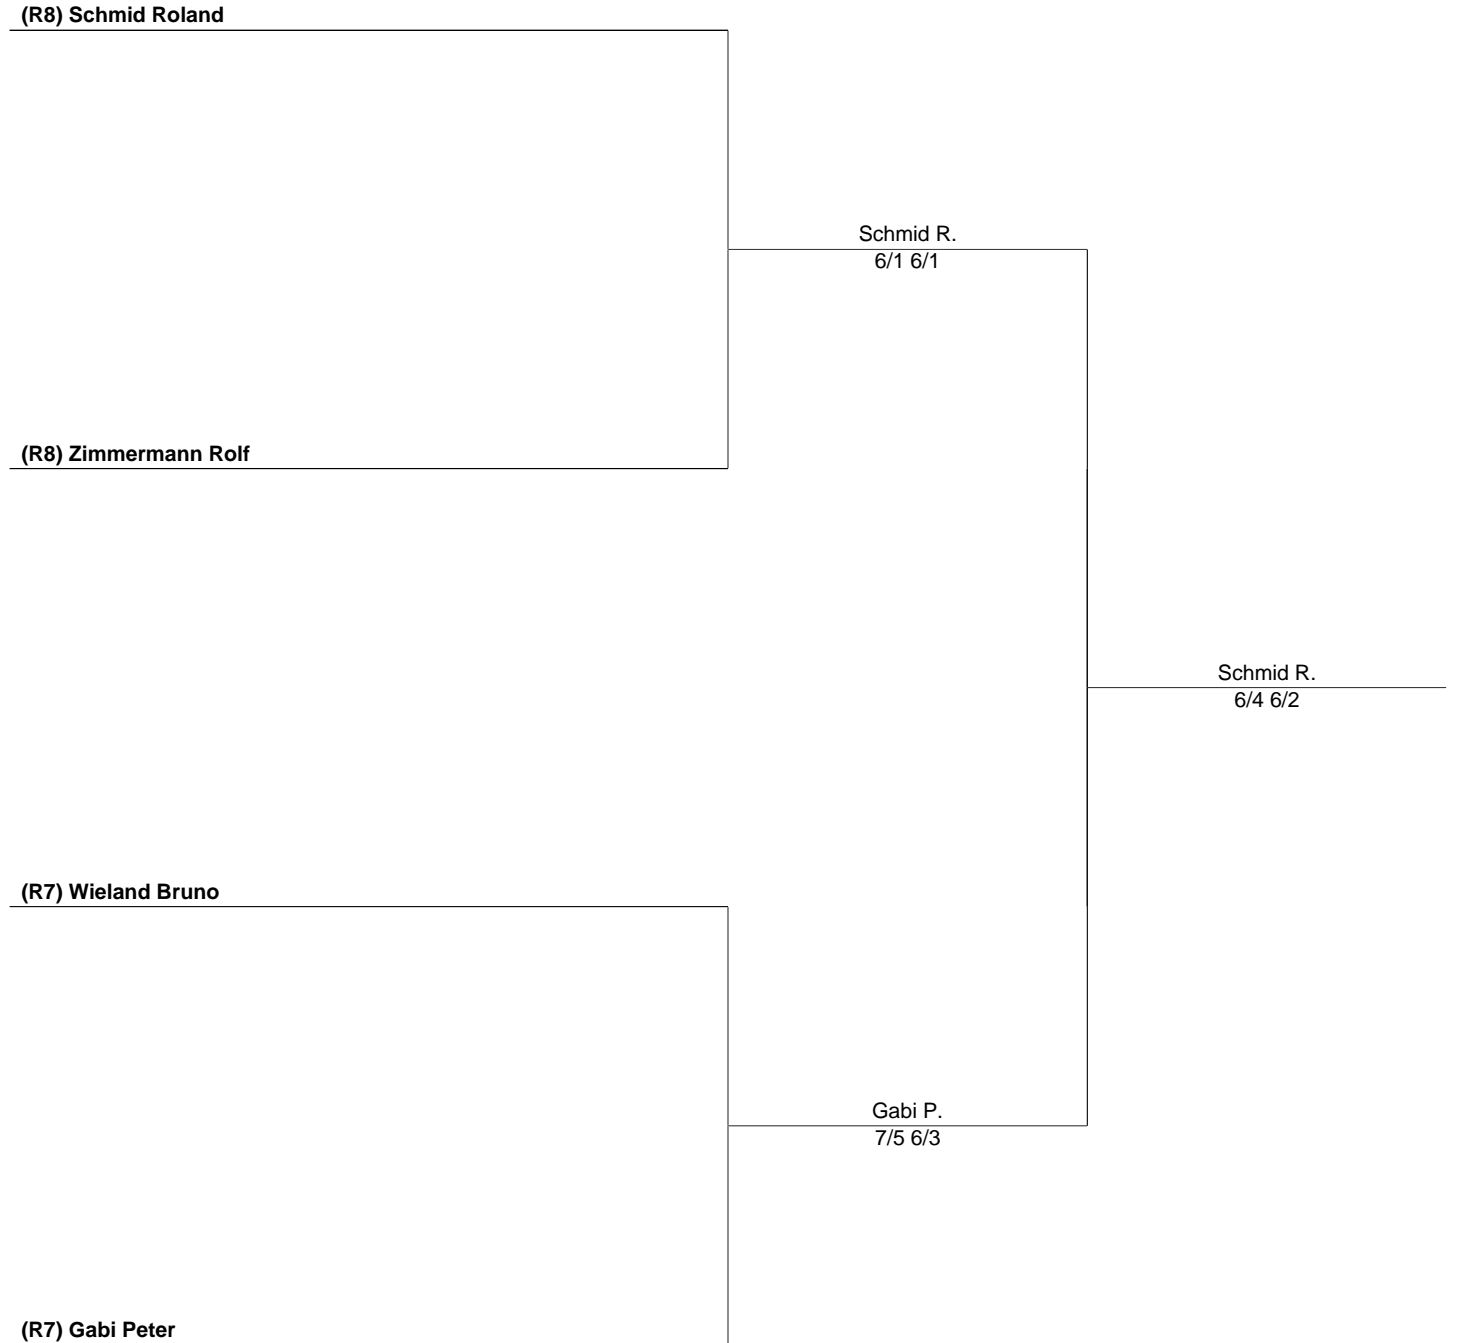 (R8) Schmid Roland
Schmid R.
6/1 6/1
(R8) Zimmermann Rolf
Schmid R.
6/4 6/2
(R7) Wieland Bruno
Gabi P.
7/5 6/3
(R7) Gabi Peter